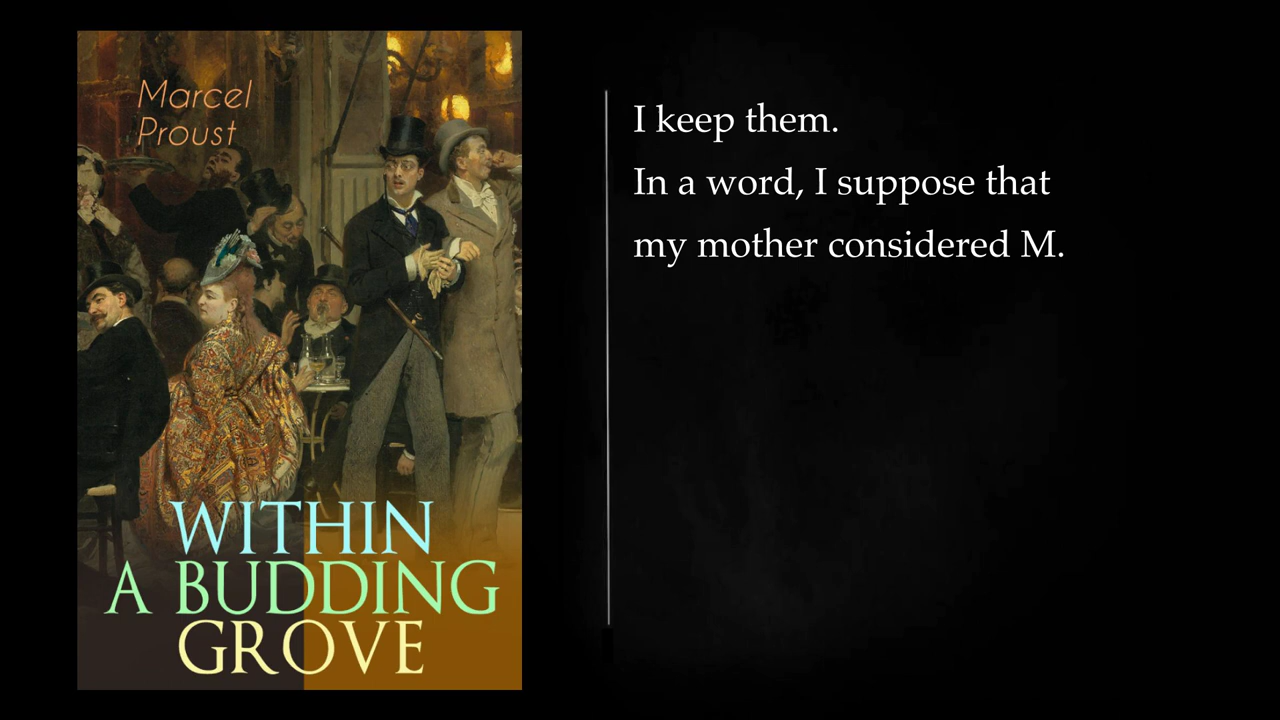 Marcel
Proust
WITHIN
A BUDDING
GROVE
I keep them.
In a word, I suppose that
my mother considered M.